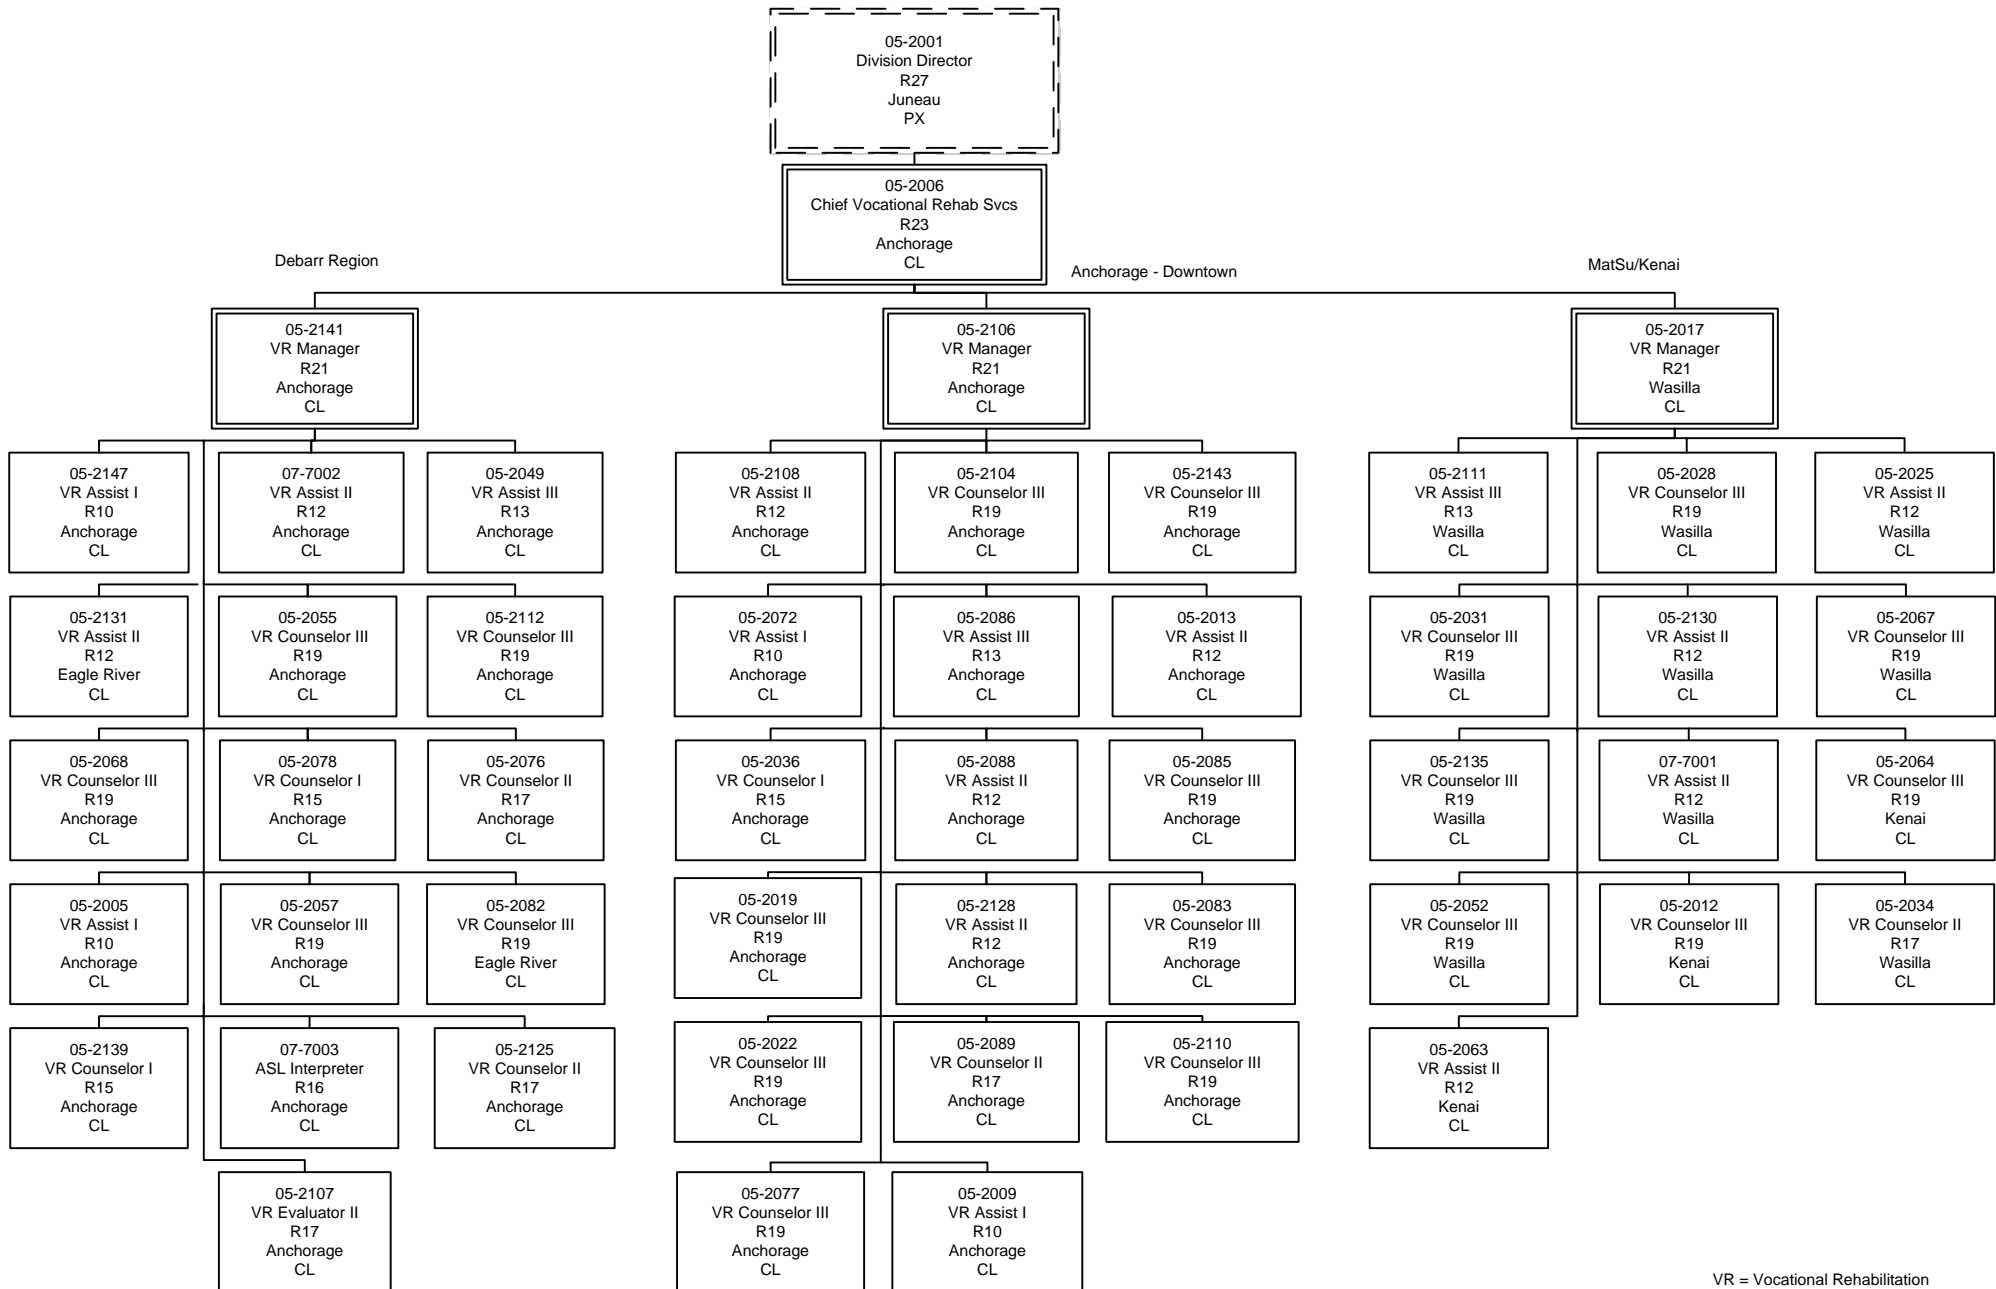 05-2001
Division Director
R27
Juneau
PX
05-2006
Chief Vocational Rehab Svcs
R23
Anchorage
CL
Debarr Region
Anchorage - Downtown
MatSu/Kenai
05-2141
VR Manager
R21
Anchorage
CL
05-2106
VR Manager
R21
Anchorage
CL
05-2017
VR Manager
R21
Wasilla
CL
05-2147
VR Assist I
R10
Anchorage
CL
07-7002
VR Assist II
R12
Anchorage
CL
05-2049
VR Assist III
R13
Anchorage
CL
05-2108
VR Assist II
R12
Anchorage
CL
05-2104
VR Counselor III
R19
Anchorage
CL
05-2143
VR Counselor III
R19
Anchorage
CL
05-2111
VR Assist III
R13
Wasilla
CL
05-2028
VR Counselor III
R19
Wasilla
CL
05-2025
VR Assist II
R12
Wasilla
CL
05-2131
VR Assist II
R12
Eagle River
CL
05-2055
VR Counselor III
R19
Anchorage
CL
05-2112
VR Counselor III
R19
Anchorage
CL
05-2072
VR Assist I
R10
Anchorage
CL
05-2086
VR Assist III
R13
Anchorage
CL
05-2013
VR Assist II
R12
Anchorage
CL
05-2031
VR Counselor III
R19
Wasilla
CL
05-2130
VR Assist II
R12
Wasilla
CL
05-2067
VR Counselor III
R19
Wasilla
CL
05-2068
VR Counselor III
R19
Anchorage
CL
05-2078
VR Counselor I
R15
Anchorage
CL
05-2076
VR Counselor II
R17
Anchorage
CL
05-2036
VR Counselor I
R15
Anchorage
CL
05-2088
VR Assist II
R12
Anchorage
CL
05-2085
VR Counselor III
R19
Anchorage
CL
05-2135
VR Counselor III
R19
Wasilla
CL
07-7001
VR Assist II
R12
Wasilla
CL
05-2064
VR Counselor III
R19
Kenai
CL
05-2005
VR Assist I
R10
Anchorage
CL
05-2057
VR Counselor III
R19
Anchorage
CL
05-2082
VR Counselor III
R19
Eagle River
CL
05-2019
VR Counselor III
R19
Anchorage
CL
05-2128
VR Assist II
R12
Anchorage
CL
05-2083
VR Counselor III
R19
Anchorage
CL
05-2052
VR Counselor III
R19
Wasilla
CL
05-2012
VR Counselor III
R19
Kenai
CL
05-2034
VR Counselor II
R17
Wasilla
CL
05-2139
VR Counselor I
R15
Anchorage
CL
07-7003
ASL Interpreter
R16
Anchorage
CL
05-2125
VR Counselor II
R17
Anchorage
CL
05-2022
VR Counselor III
R19
Anchorage
CL
05-2089
VR Counselor II
R17
Anchorage
CL
05-2110
VR Counselor III
R19
Anchorage
CL
05-2063
VR Assist II
R12
Kenai
CL
05-2107
VR Evaluator II
R17
Anchorage
CL
05-2077
VR Counselor III
R19
Anchorage
CL
05-2009
VR Assist I
R10
Anchorage
CL
VR = Vocational Rehabilitation